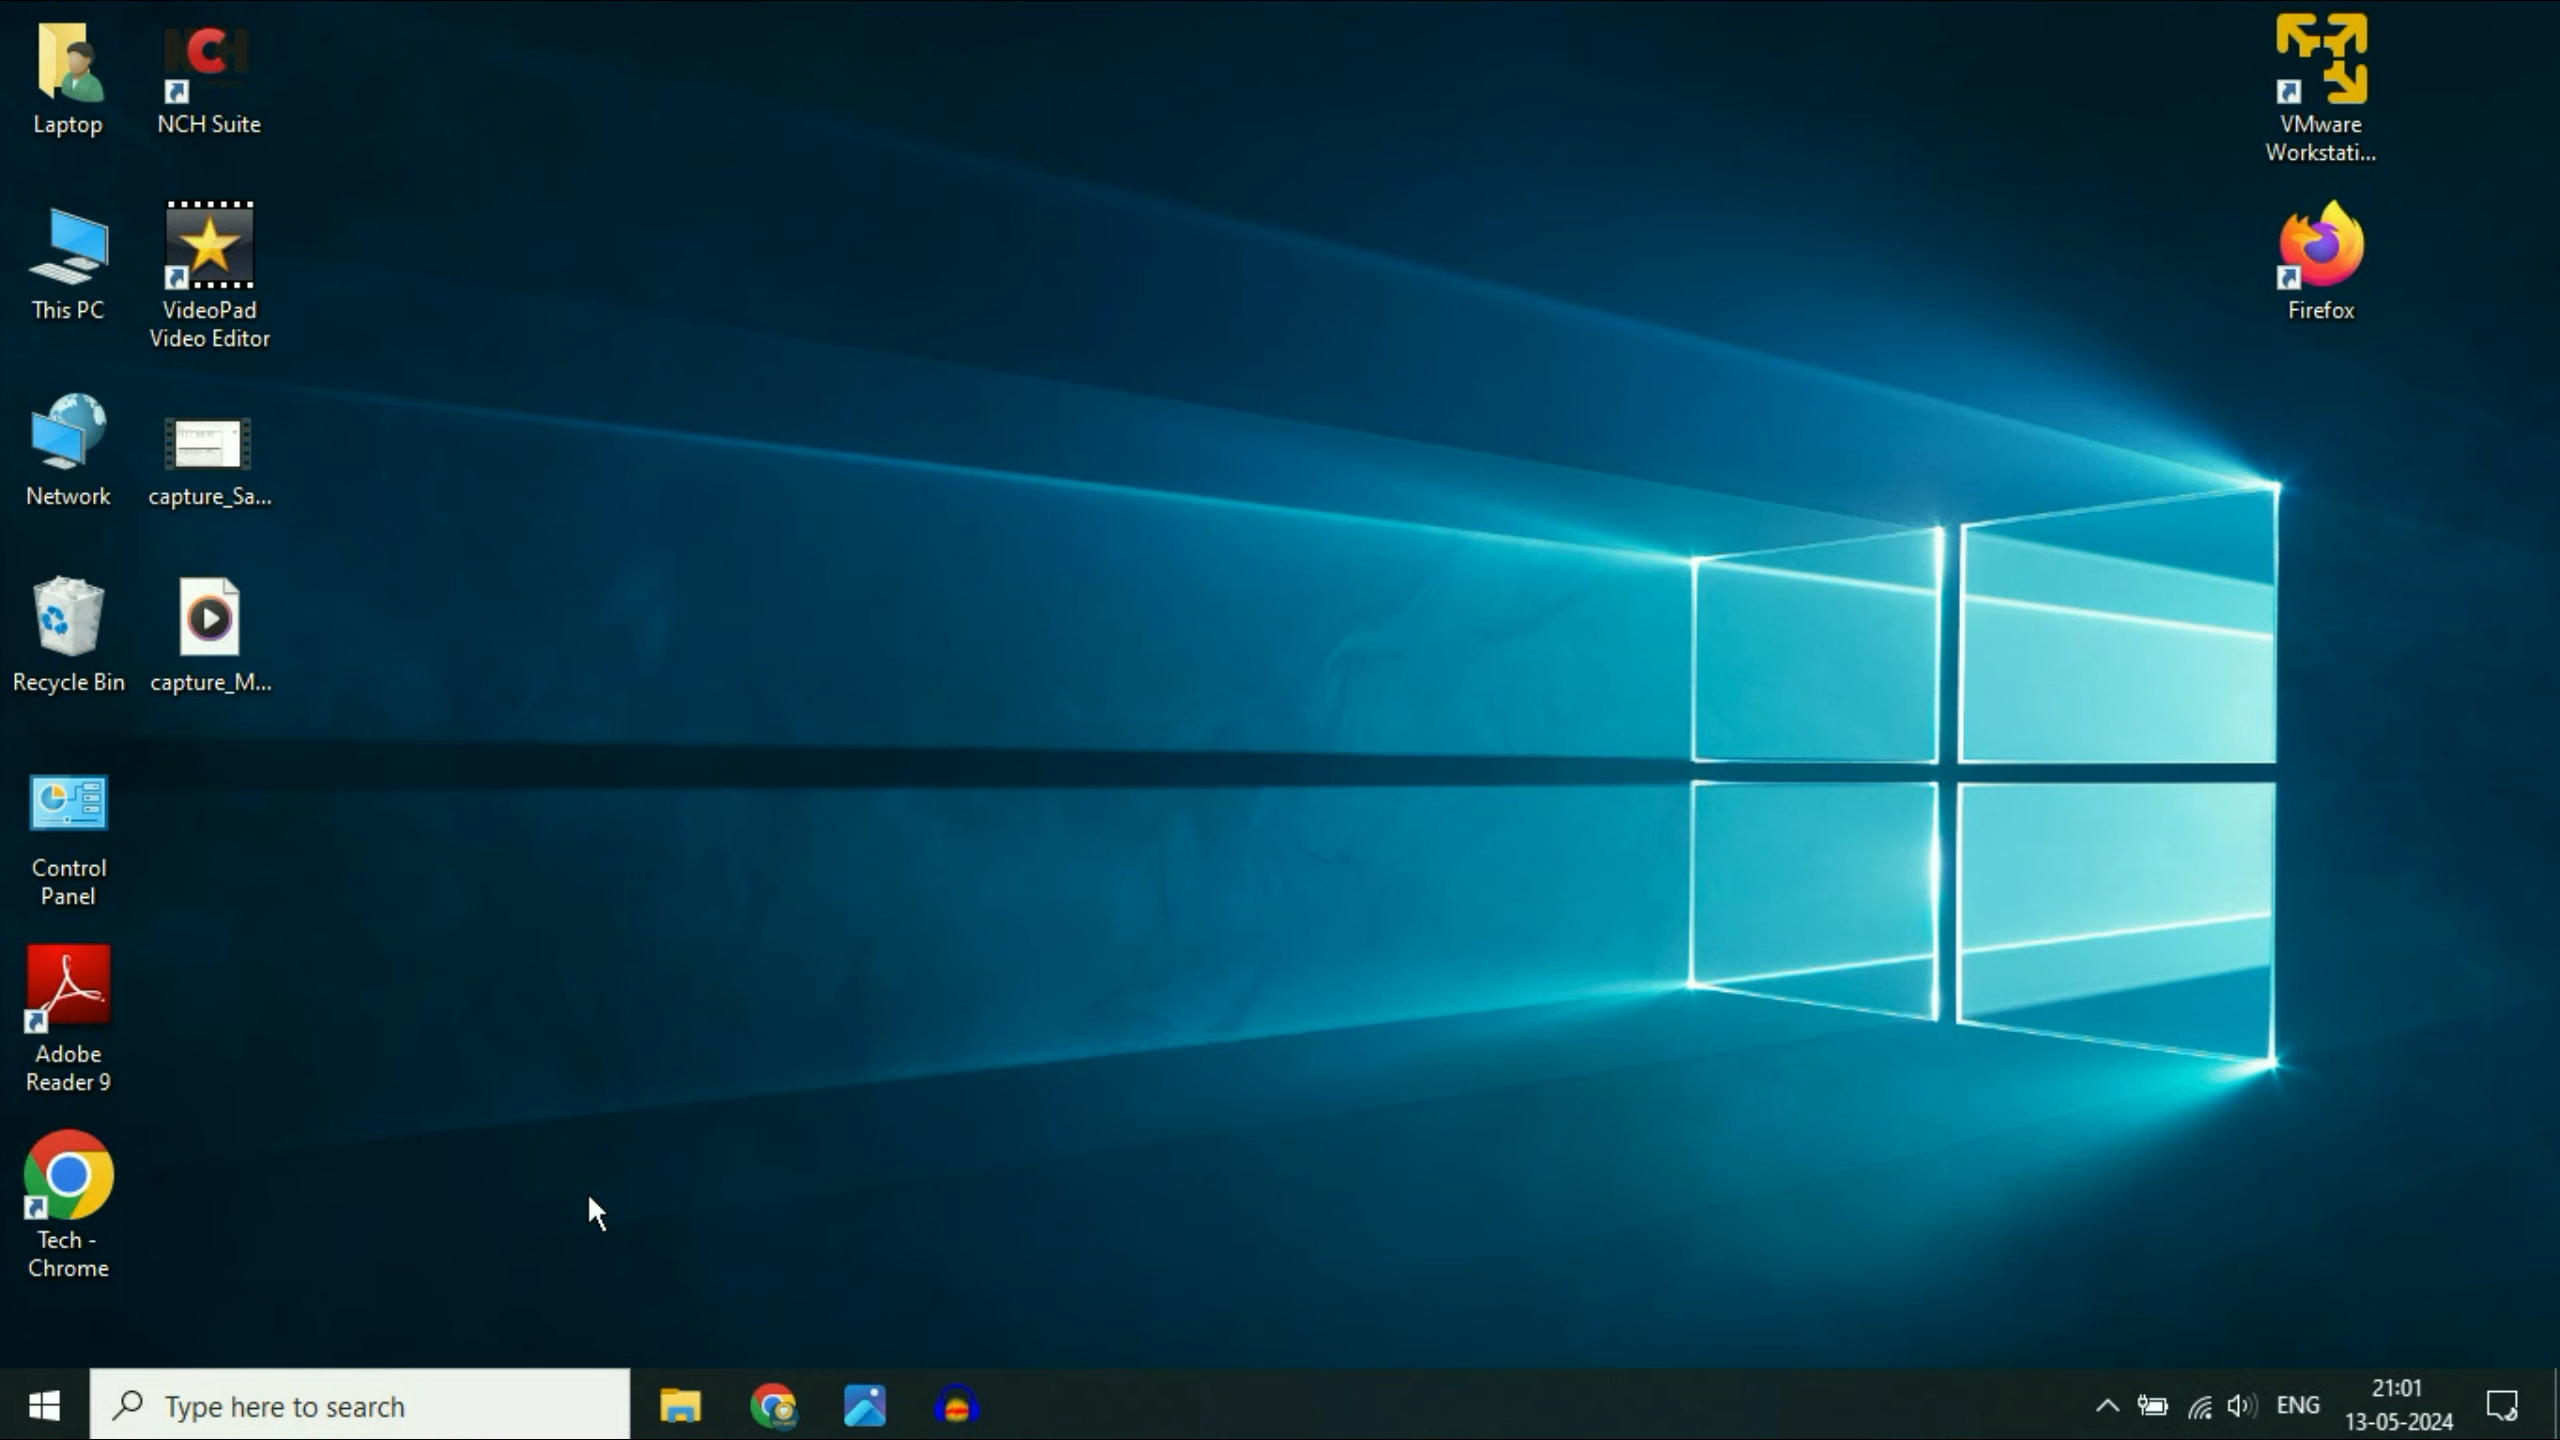 Laptop
NCH Suite
VMware
Workstati...
This PC
VideoPad
Video Editor
Firefox
Network
capture_Sa...
Recycle Bin
capture_M...
Control
Panel
Adobe
Reader 9
Tech -
Chrome
Type here to search
ENG
21:01
13-05-2024